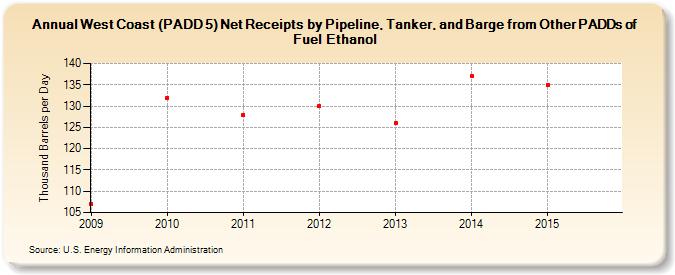 Annual West Coast (PADD 5) Net Receipts by Pipeline, Tanker, and Barge from Other PADDs of
Fuel Ethanol
Thousand Barrels per Day
140
135
130
125
120
115
110
105
2009 2010 2011 2012 2013 2014 2015
Source: U.S. Energy Information Administration